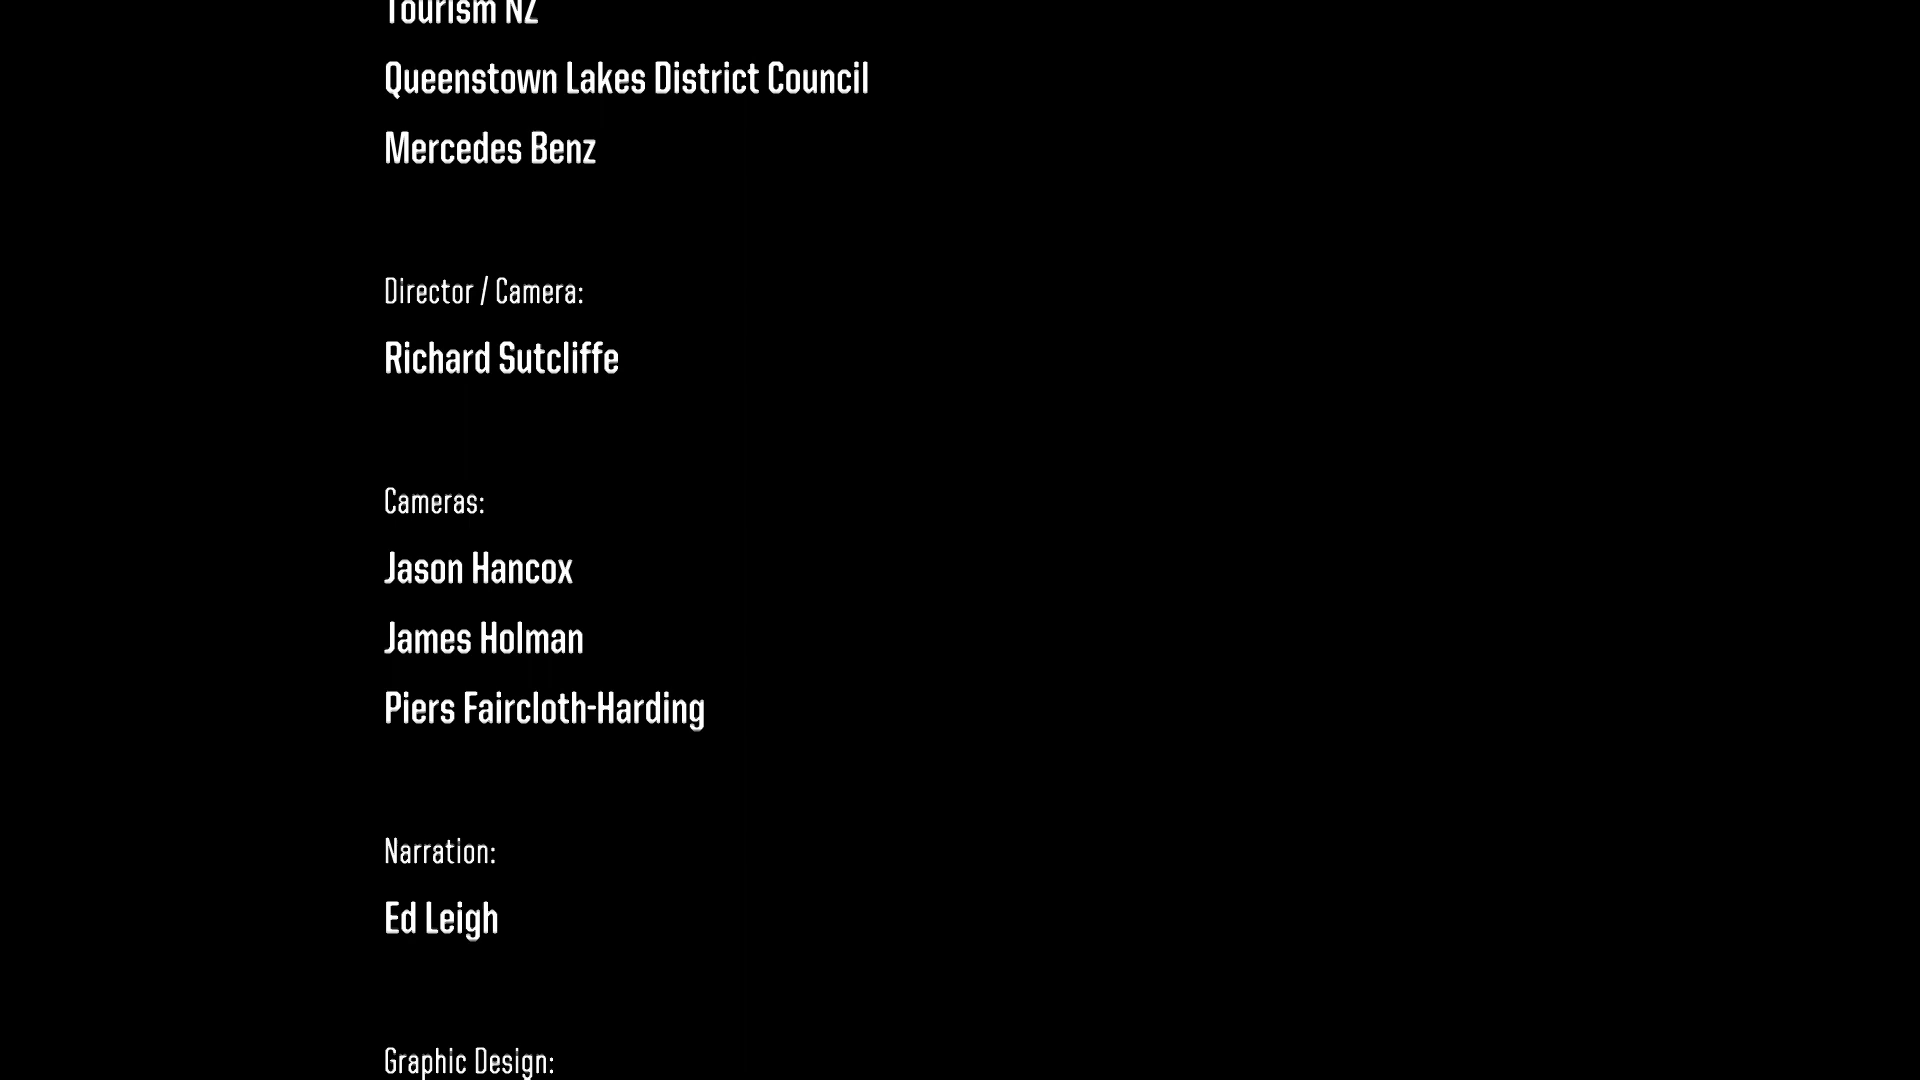 Tourism NZ
Queenstown Lakes District Council
Mercedes Benz
Director / Camera:
Richard Sutcliffe
Cameras:
Jason Hancox
James Holman
Piers Faircloth-Harding
Narration:
Ed Leigh
Graphic Design: